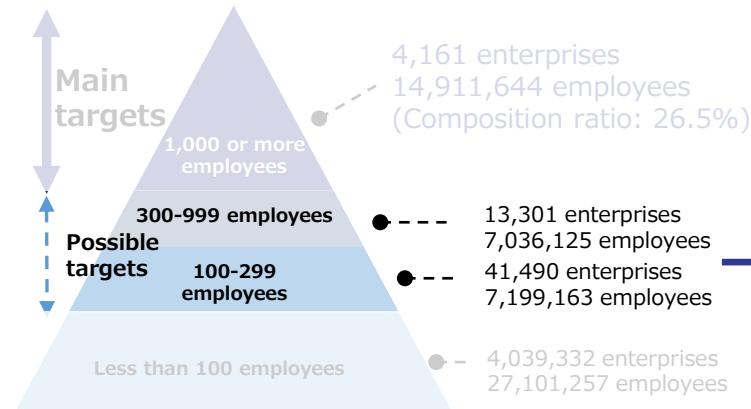 Main
targets
4,161 enterprises
14,911,644 employees
(Composition ratio: 26.5%)
1,000 or more
employees
300-999 employees
13,301 enterprises
7,036,125 employees
Possible
targets
100-299
employees
41,490 enterprises
7,199,163 employees
Less than 100 employees
4,039,332 enterprises
27,101,257 employees